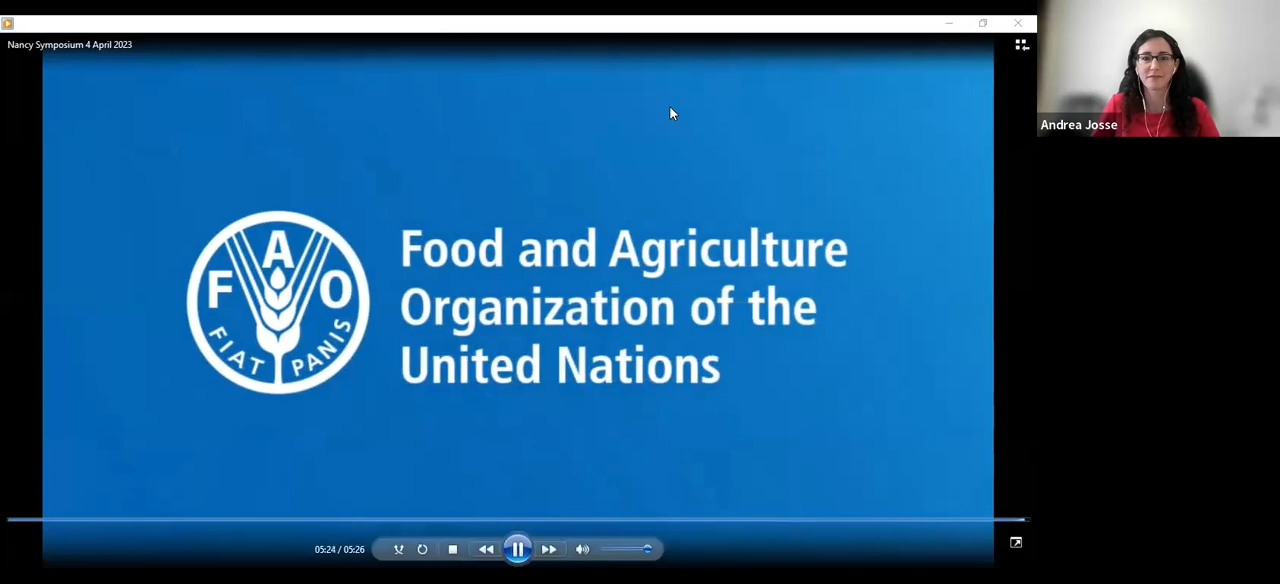 Nancy Symposium 4 April 2023
Andrea Josse
F A O
FIAT PANIS
Food and Agriculture
Organization of the
United Nations
05:24 / 05:26